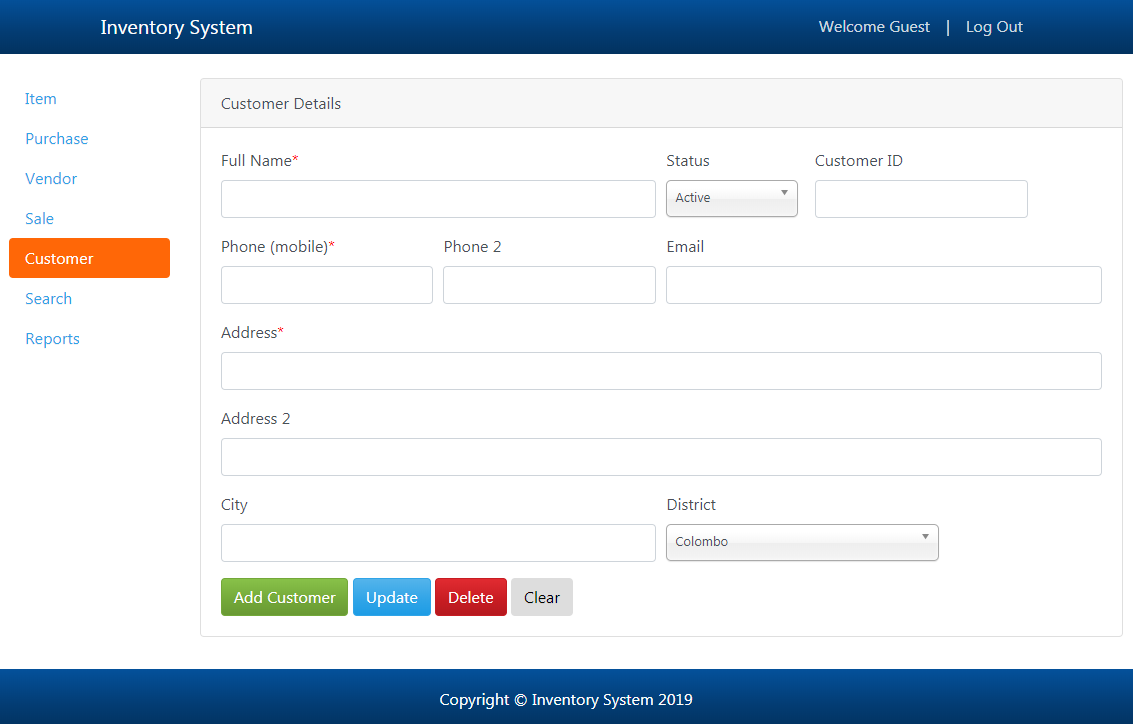 Inventory System
Welcome Guest | Log Out
Item
Purchase
Vendor
Sale
Customer
Search
Reports
Customer Details
Full Name* Status Customer ID
Active
Phone (mobile)* Phone 2 Email
Address*
Address 2
City District
Colombo
Add Customer Update Delete Clear
Copyright © Inventory System 2019